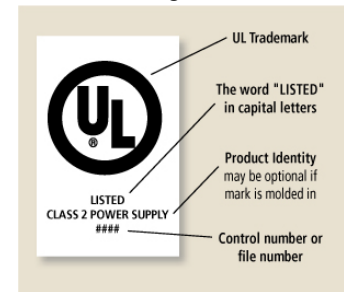 UL Trademark
The word "LISTED"
in capital letters
UL
®
Product Identity
may be optional if
mark is molded in
LISTED
CLASS 2 POWER SUPPLY
####
Control number or
file number